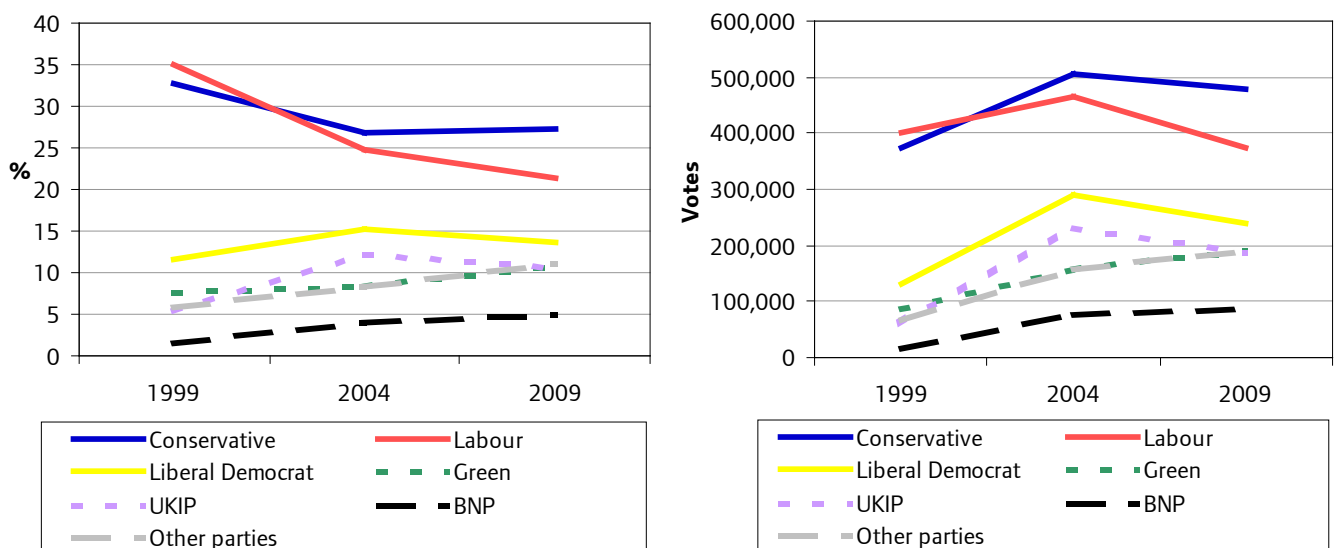 40
35
30
25
20
15
10
5
0
%
1999 2004 2009
Conservative Labour
Liberal Democrat Green
UKIP BNP
Other parties
600,000
500,000
400,000
300,000
200,000
100,000
0
Votes
1999 2004 2009
Conservative Labour
Liberal Democrat Green
UKIP BNP
Other parties